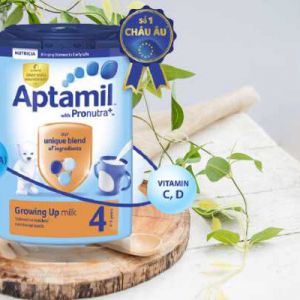 NUTRICIA
SỐ 1
CHÂU ÂU
Aptamil
with Pronutra+
our
unique blend
of ingredients
VITAMIN
C, D
Growing Up milk
4